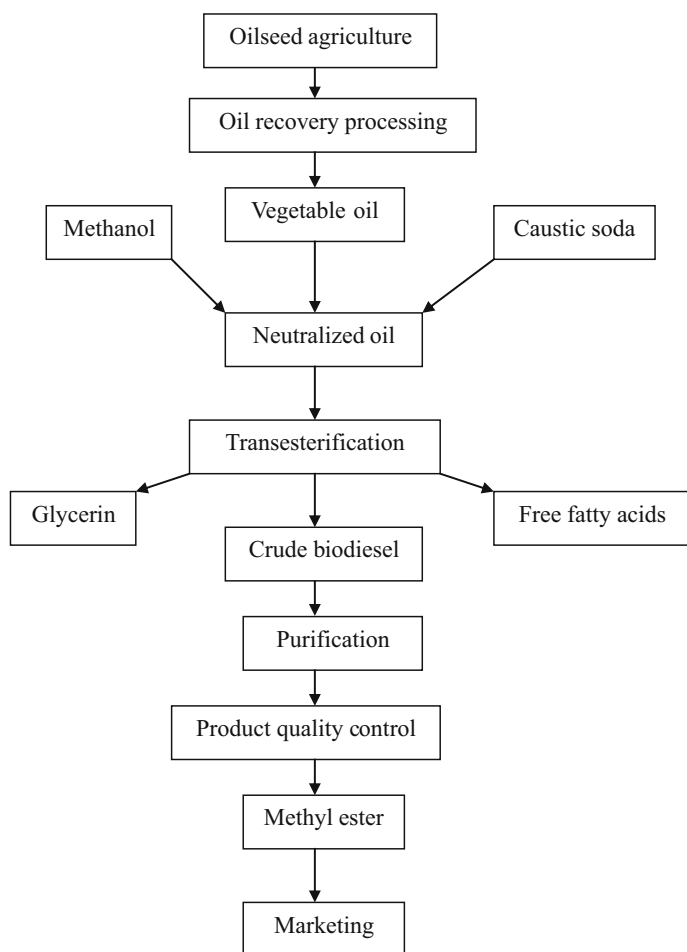 Oilseed agriculture
Oil recovery processing
Vegetable oil
Methanol
Caustic soda
Neutralized oil
Transesterification
Glycerin
Free fatty acids
Crude biodiesel
Purification
Product quality control
Methyl ester
Marketing